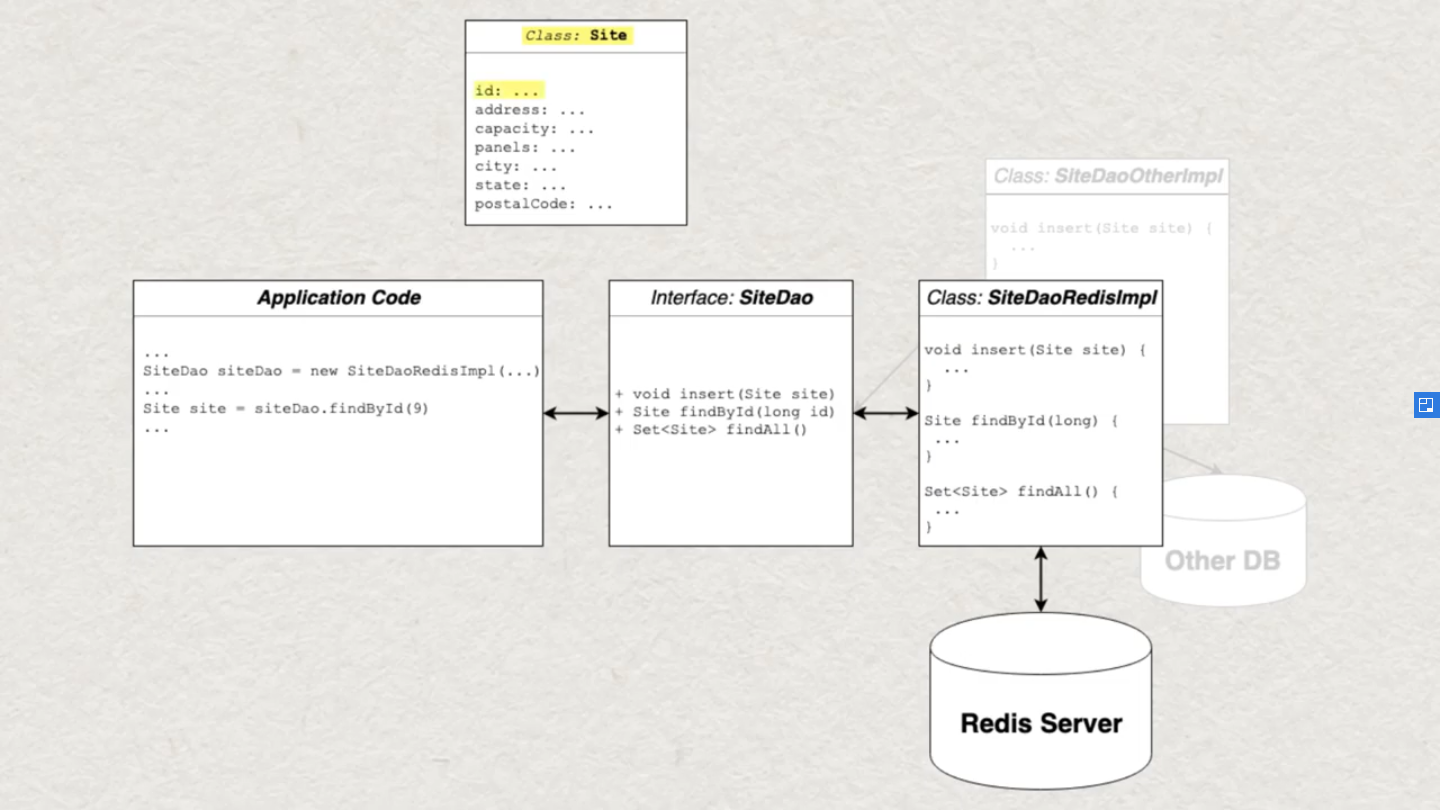 Class: Site
id: ...
address: ...
capacity: ...
panels: ...
city: ...
state: ...
postalCode: ...
Class: SiteDaoOtherImpl
void insert(Site site) {
...
}
Application Code
...
SiteDao siteDao = new SiteDaoRedisImpl(...)
...
Site site = siteDao.findById(9)
...
Interface: SiteDao
+ void insert(Site site)
+ Site findById(long id)
+ Set<Site> findAll()
Class: SiteDaoRedisImpl
void insert(Site site) {
...
}
Site findById(long) {
...
}
Set<Site> findAll() {
...
}
Other DB
Redis Server